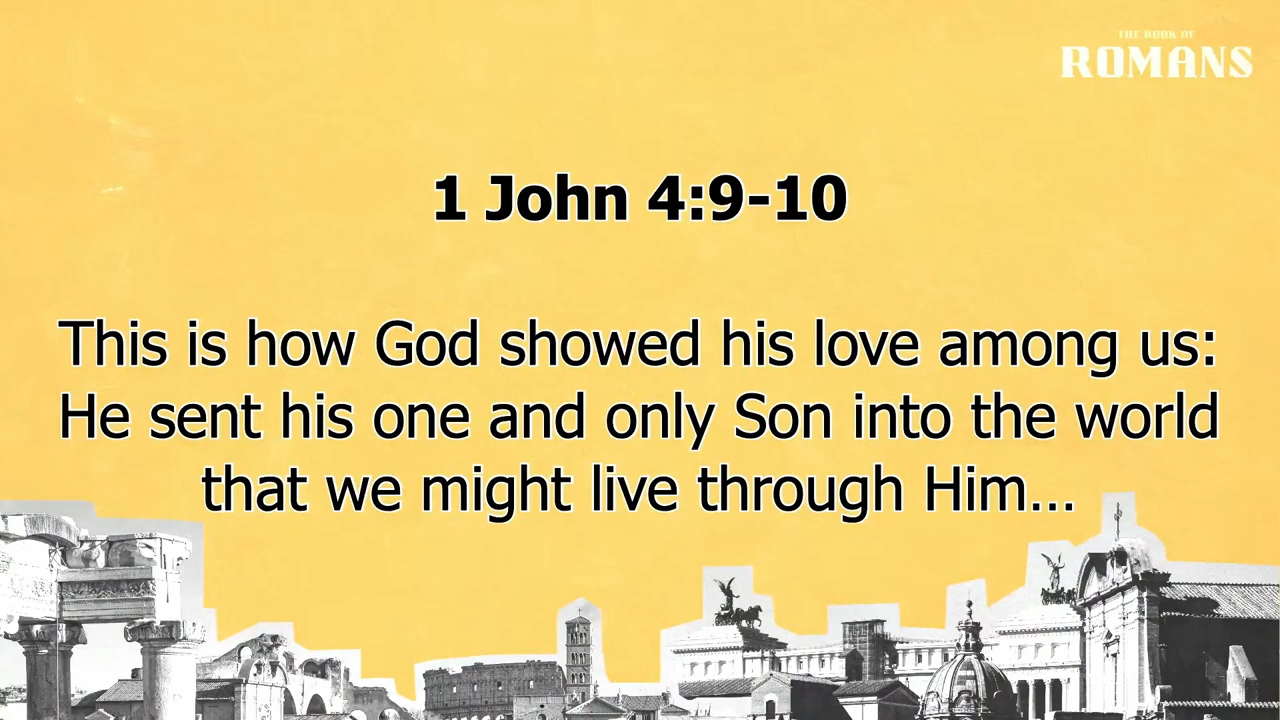 THE BOOK OF
ROMANS
1 John 4:9-10
This is how God showed his love among us:
He sent his one and only Son into the world
that we might live through Him…